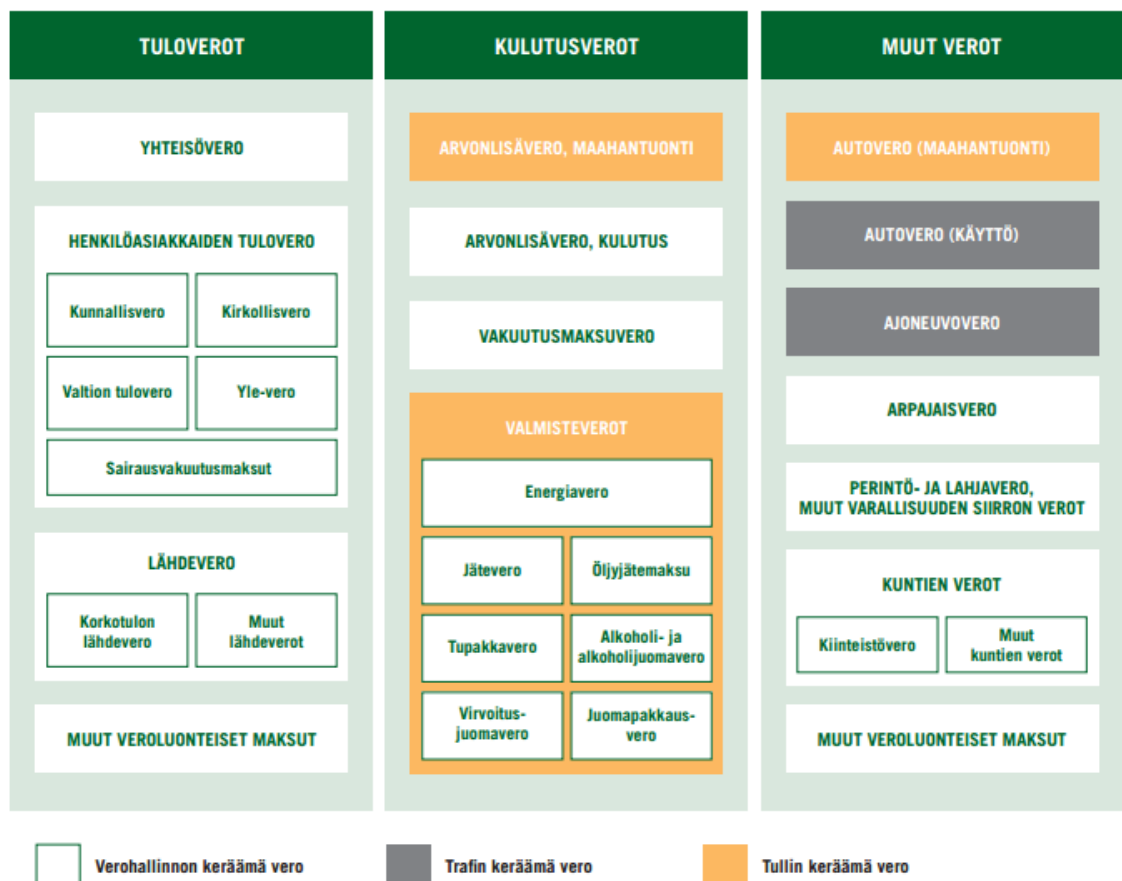 TULOVEROT
YHTEISÖVERO
HENKILÖASIAKKAIDEN TULOVERO
Kunnallisvero
Kirkollisvero
Valtion tulovero
Yle-vero
Sairausvakuutusmaksut
LÄHDEVERO
Korkotulon
lähdevero
Muut
lähdeverot
MUUT VEROLUONTEISET MAKSUT
KULUTUSVEROT
ARVONLISÄVERO, MAAHANTUONTI
ARVONLISÄVERO, KULUTUS
VAKUUTUSMAKSUVERO
VALMISTEVEROT
Energiavero
Jätevero
Öljyjätemaksu
Tupakkavero
Alkoholi- ja
alkoholijuomavero
Virvoitus-
juomavero
Juomapakkaus-
vero
MUUT VEROT
AUTOVERO (MAAHANTUONTI)
AUTOVERO (KÄYTTÖ)
AJONEUVOVERO
ARPAJAISVERO
PERINTÖ- JA LAHJAVERO,
MUUT VARALLISUUDEN SIIRRON VEROT
KUNTIEN VEROT
Kiinteistövero
Muut
kuntien verot
MUUT VEROLUONTEISET MAKSUT
Verohallinnon keräämä vero
Trafin keräämä vero
Tullin keräämä vero